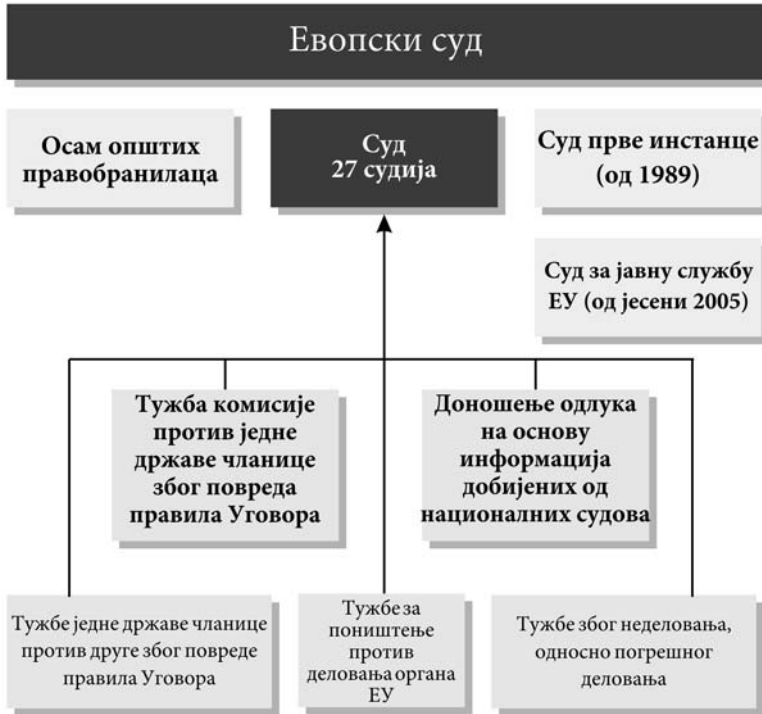 Евопски суд
Осам општих
правобранилаца
Суд
27 судија
Суд прве инстанце
(од 1989)
Суд за јавну службу
ЕУ (од јесени 2005)
Тужба комисије
против једне
државе чланице
због повреда
правила Уговора
Доношење одлука
на основу
информација
добијених од
националних судова
Тужбе једне државе чланице
против друге због повреде
правила Уговора
Тужбе за
поништење
против
деловања органа
ЕУ
Тужбе због неделовања,
односно погрешног
деловања